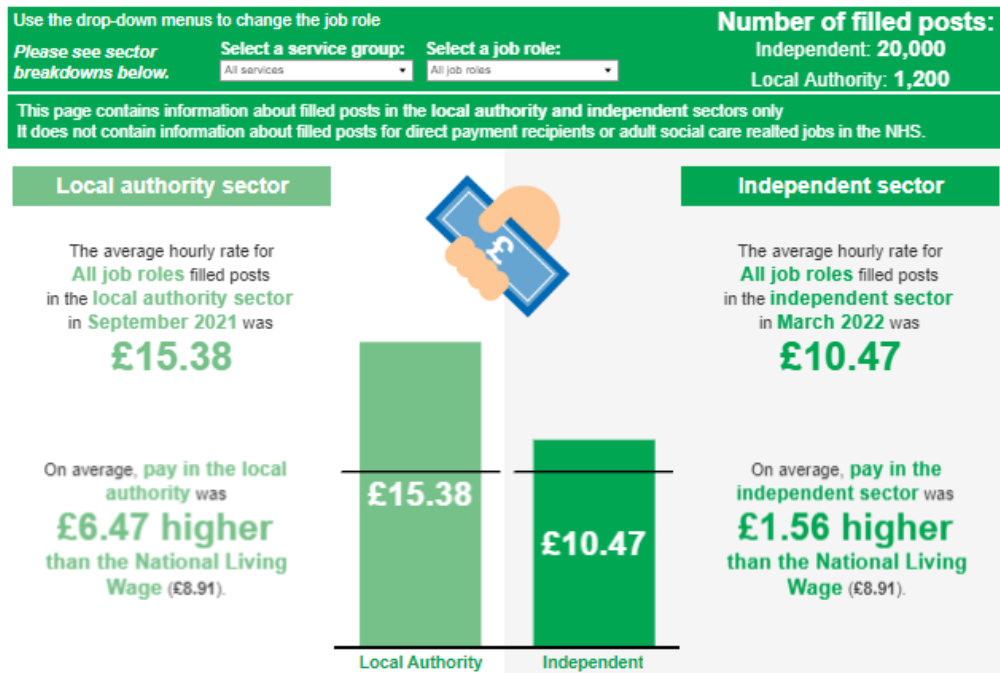 Use the drop-down menus to change the job role
Please see sector
breakdowns below.
Select a service group:
All services
Select a job role:
All job roles
Number of filled posts:
Independent: 20,000
Local Authority: 1,200
This page contains information about filled posts in the local authority and independent sectors only
It does not contain information about filled posts for direct payment recipients or adult social care realted jobs in the NHS.
Local authority sector
The average hourly rate for
All job roles filled posts
in the local authority sector
in September 2021 was
£15.38
On average, pay in the local
authority was
£6.47 higher
than the National Living
Wage (£8.91).
£
£15.38
£10.47
Local Authority
Independent
Independent sector
The average hourly rate for
All job roles filled posts
in the independent sector
in March 2022 was
£10.47
On average, pay in the
independent sector was
£1.56 higher
than the National Living
Wage (£8.91).